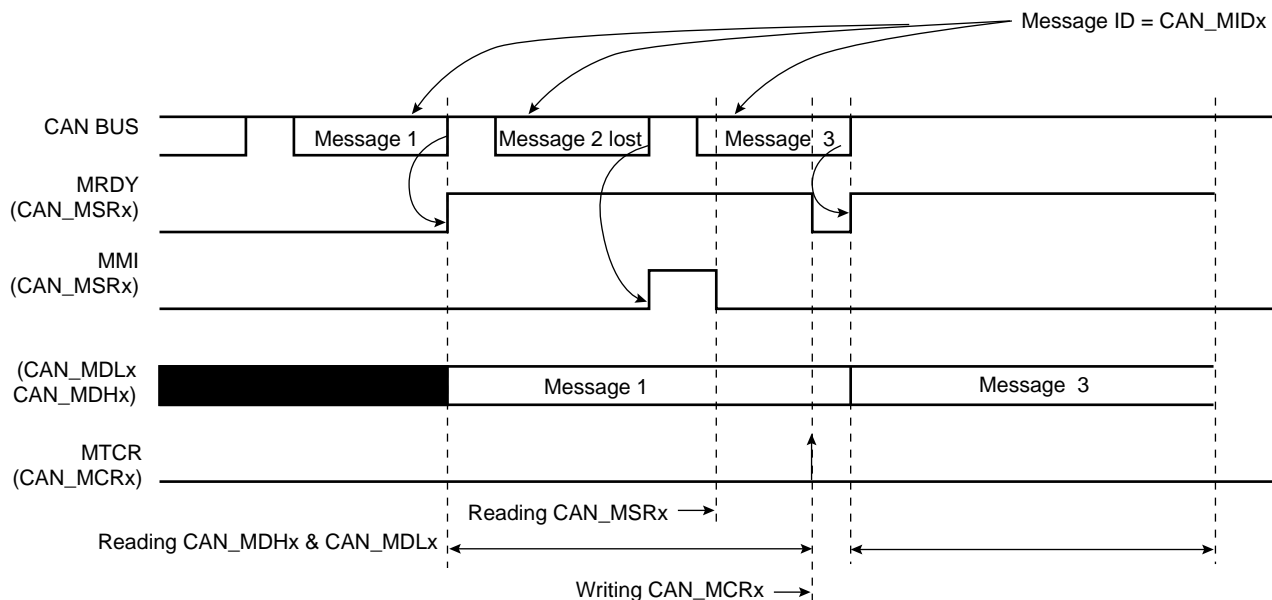 Message ID = CAN_MIDx
CAN BUS
Message 1
Message 2 lost
Message 3
MRDY
(CAN_MSRx)
MMI
(CAN_MSRx)
(CAN_MDLx
CAN_MDHx)
Message 1
Message 3
MTCR
(CAN_MCRx)
Reading CAN_MSRx
Reading CAN_MDHx & CAN_MDLx
Writing CAN_MCRx